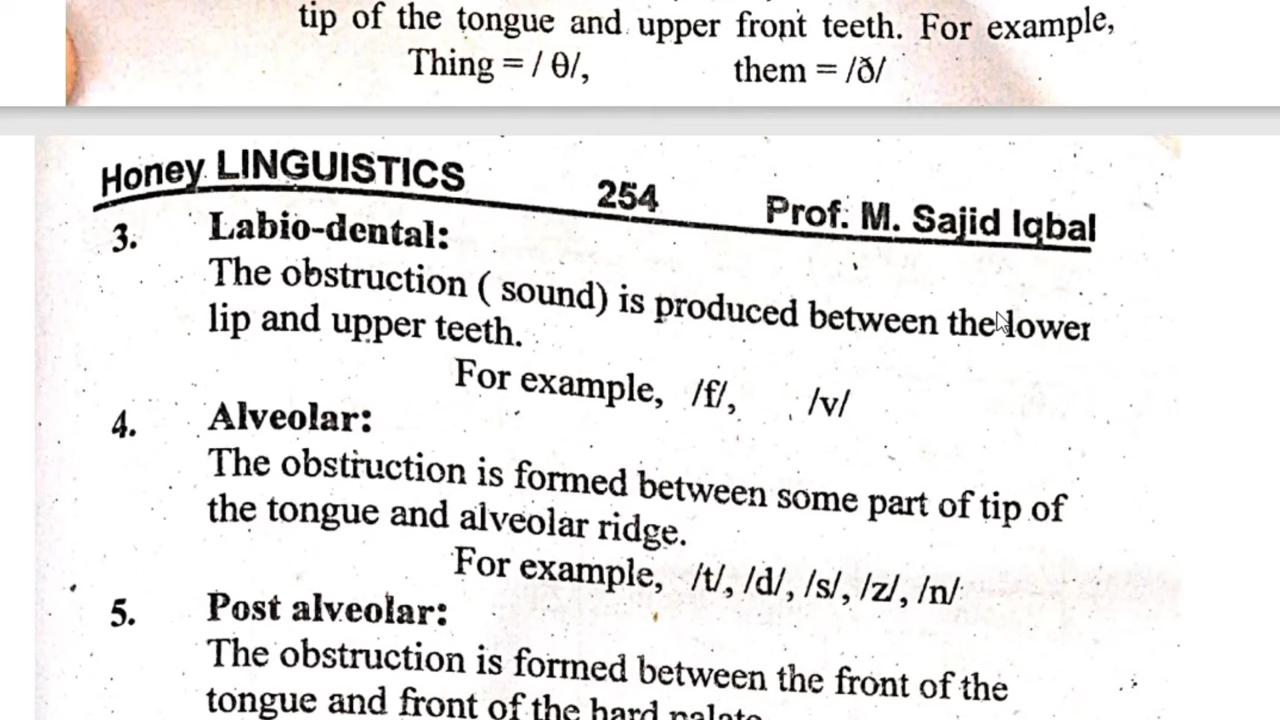 tip of the tongue and upper front teeth. For example,
Thing = / θ/, them = /ð/
Honey LINGUISTICS 254 Prof. M. Sajid Iqbal
3. Labio-dental:
The obstruction ( sound) is produced between the lower
lip and upper teeth.
For example, /f/, /v/
4. Alveolar:
The obstruction is formed between some part of tip of
the tongue and alveolar ridge.
For example, /t/, /d/, /s/, /z/, /n/
5. Post alveolar:
The obstruction is formed between the front of the
tongue and front of the hard palate